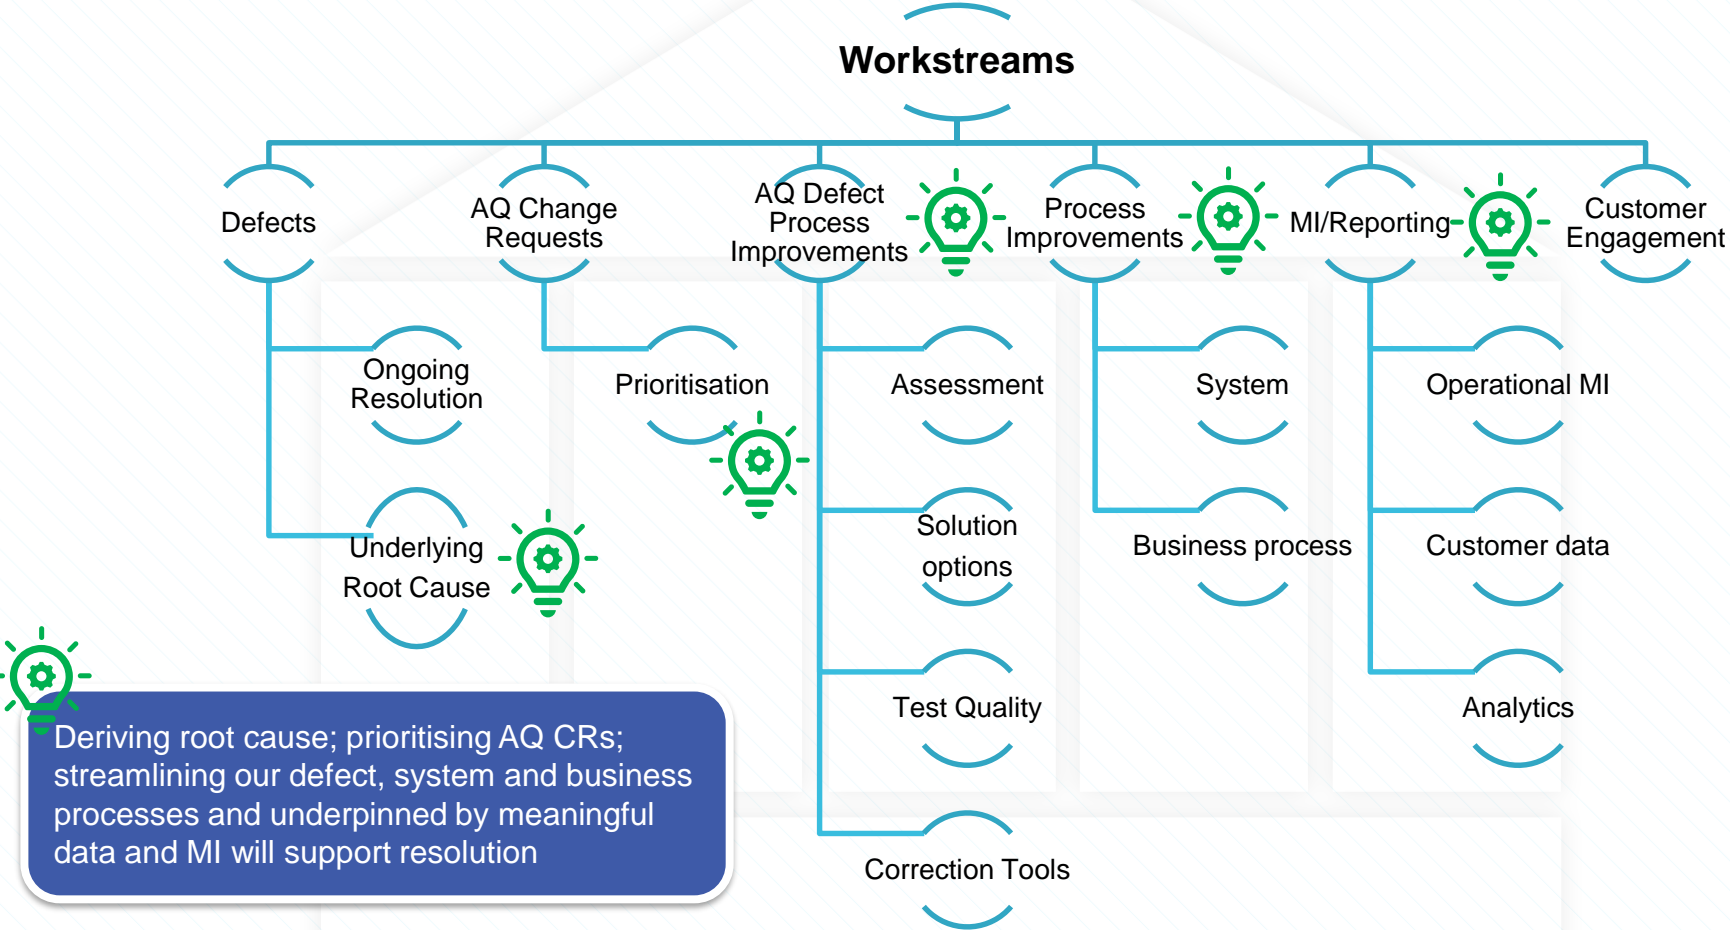 Workstreams
Defects
AQ Change
Requests
AQ Defect
Process
Improvements
Process
Improvements
MI/Reporting
Customer
Engagement
Ongoing
Resolution
Prioritisation
Assessment
System
Operational MI
Underlying
Root Cause
Solution
options
Business process
Customer data
Test Quality
Analytics
Correction Tools
Deriving root cause; prioritising AQ CRs;
streamlining our defect, system and business
processes and underpinned by meaningful
data and MI will support resolution